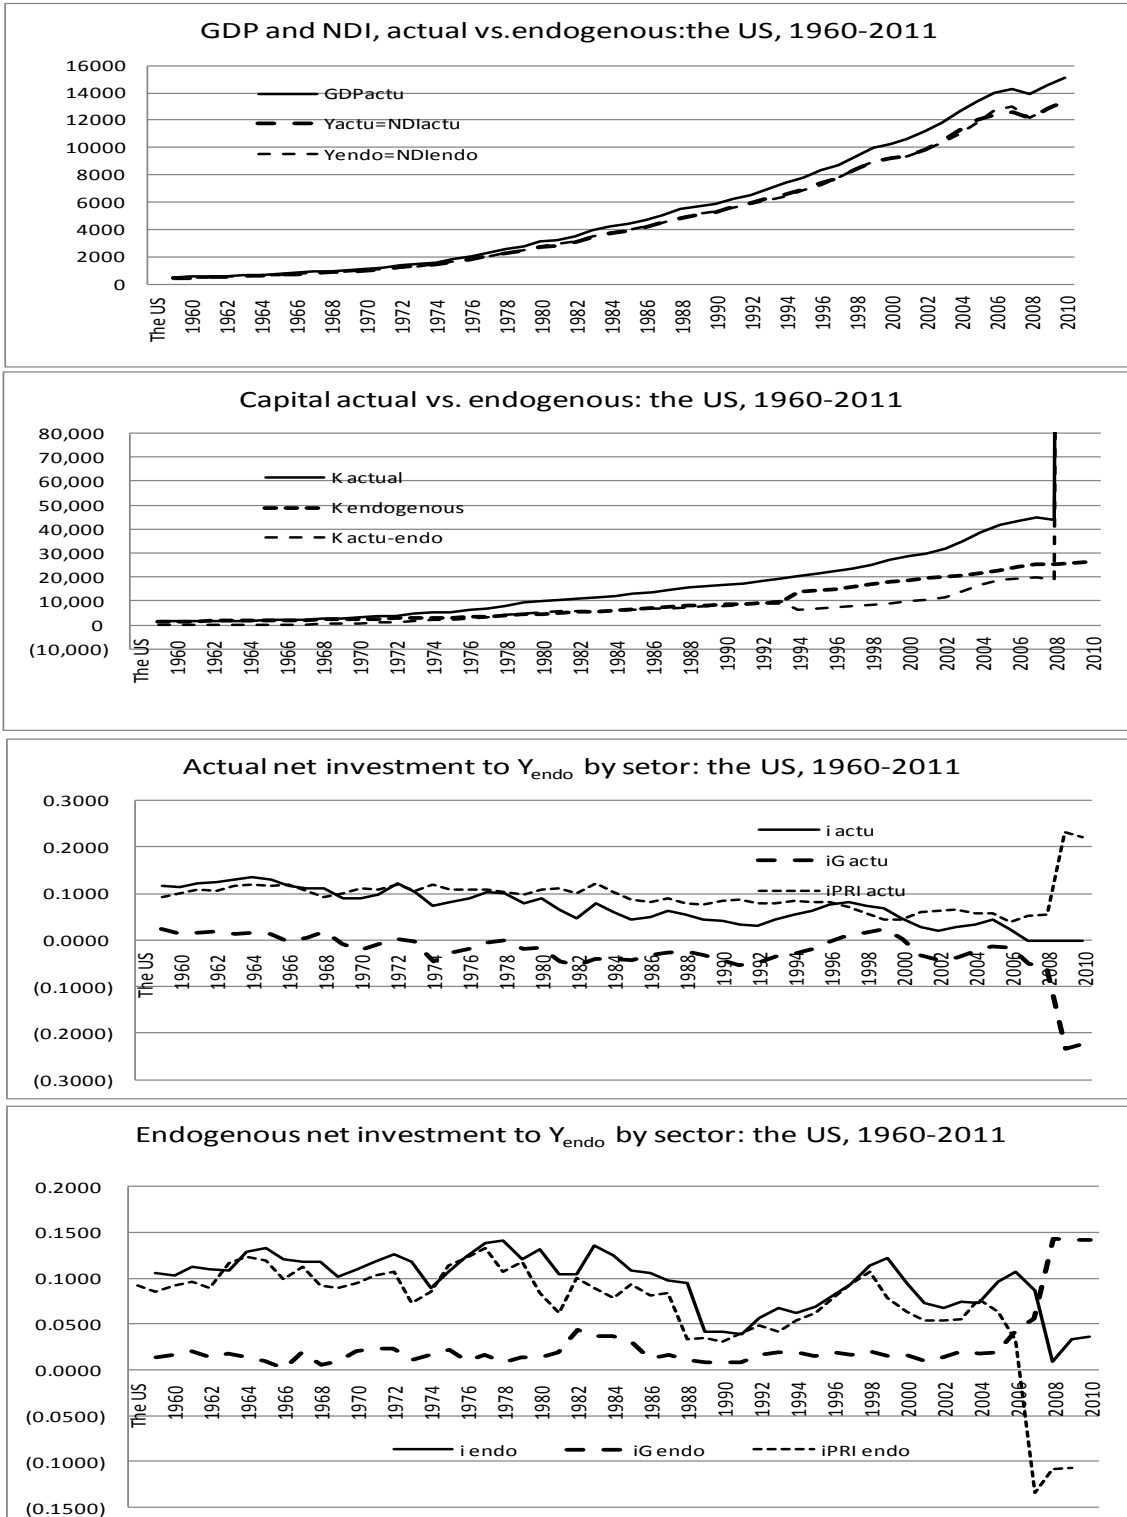 GDP and NDI, actual vs.endogenous:the US, 1960-2011
16000
14000
12000
10000
8000
6000
4000
2000
0
GDPactu
Yactu=NDIactu
Yendo=NDIendo
The US 1960 1962 1964 1966 1968 1970 1972 1974 1976 1978 1980 1982 1984 1986 1988 1990 1992 1994 1996 1998 2000 2002 2004 2006 2008 2010
Capital actual vs. endogenous: the US, 1960-2011
80,000
70,000
60,000
50,000
40,000
30,000
20,000
10,000
0
(10,000)
K actual
K endogenous
K actu-endo
The US 1960 1962 1964 1966 1968 1970 1972 1974 1976 1978 1980 1982 1984 1986 1988 1990 1992 1994 1996 1998 2000 2002 2004 2006 2008 2010
Actual net investment to Yendo by setor: the US, 1960-2011
0.3000
0.2000
0.1000
0.0000
(0.1000)
(0.2000)
(0.3000)
i actu
iG actu
iPRI actu
The US 1960 1962 1964 1966 1968 1970 1972 1974 1976 1978 1980 1982 1984 1986 1988 1990 1992 1994 1996 1998 2000 2002 2004 2006 2008 2010
Endogenous net investment to Yendo by sector: the US, 1960-2011
0.2000
0.1500
0.1000
0.0500
0.0000
(0.0500)
(0.1000)
(0.1500)
The US 1960 1962 1964 1966 1968 1970 1972 1974 1976 1978 1980 1982 1984 1986 1988 1990 1992 1994 1996 1998 2000 2002 2004 2006 2008 2010
i endo iG endo iPRI endo